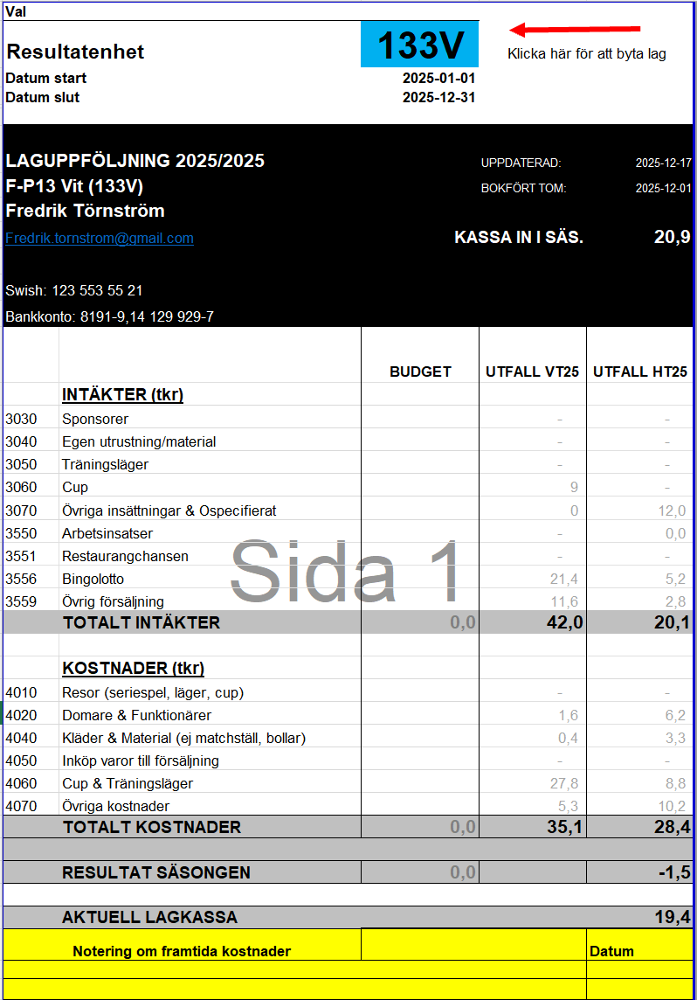 Val
Resultatenhet 133V
Klicka här för att byta lag
Datum start 2025-01-01
Datum slut 2025-12-31
LAGUPPFÖLJNING 2025/2025 UPPDATERAD: 2025-12-17
F-P13 Vit (133V) BOKFÖRT TOM: 2025-12-01
Fredrik Törnström
Fredrik.tornstrom@gmail.com KASSA IN I SÄS. 20,9
Swish: 123 553 55 21
Bankkonto: 8191-9,14 129 929-7
BUDGET UTFALL VT25 UTFALL HT25
INTÄKTER (tkr)
3030 Sponsorer - -
3040 Egen utrustning/material - -
3050 Träningsläger - -
3060 Cup 9 -
3070 Övriga insättningar & Ospecifierat 0 12,0
3550 Arbetsinsatser - 0,0
3551 Restaurangchansen - -
Sida 1
3556 Bingolotto 21,4 5,2
3559 Övrig försäljning 11,6 2,8
TOTALT INTÄKTER 0,0 42,0 20,1
KOSTNADER (tkr)
4010 Resor (seriespel, läger, cup) - -
4020 Domare & Funktionärer 1,6 6,2
4040 Kläder & Material (ej matchställ, bollar) 0,4 3,3
4050 Inköp varor till försäljning - -
4060 Cup & Träningsläger 27,8 8,8
4070 Övriga kostnader 5,3 10,2
TOTALT KOSTNADER 0,0 35,1 28,4
RESULTAT SÄSONGEN 0,0 -1,5
AKTUELL LAGKASSA 19,4
Notering om framtida kostnader Datum